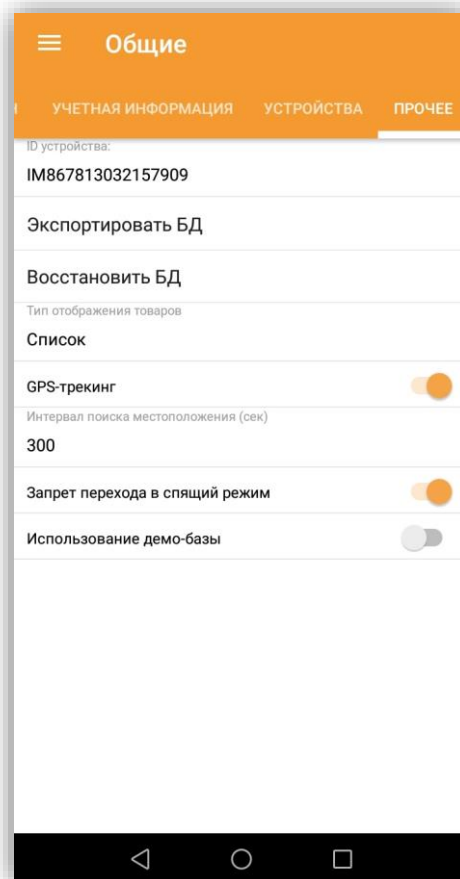 Общие
УЧЕТНАЯ ИНФОРМАЦИЯ УСТРОЙСТВА ПРОЧЕЕ
ID устройства:
IM867813032157909
Экспортировать БД
Восстановить БД
Тип отображения товаров
Список
GPS-трекинг
Интервал поиска местоположения (сек)
300
Запрет перехода в спящий режим
Использование демо-базы